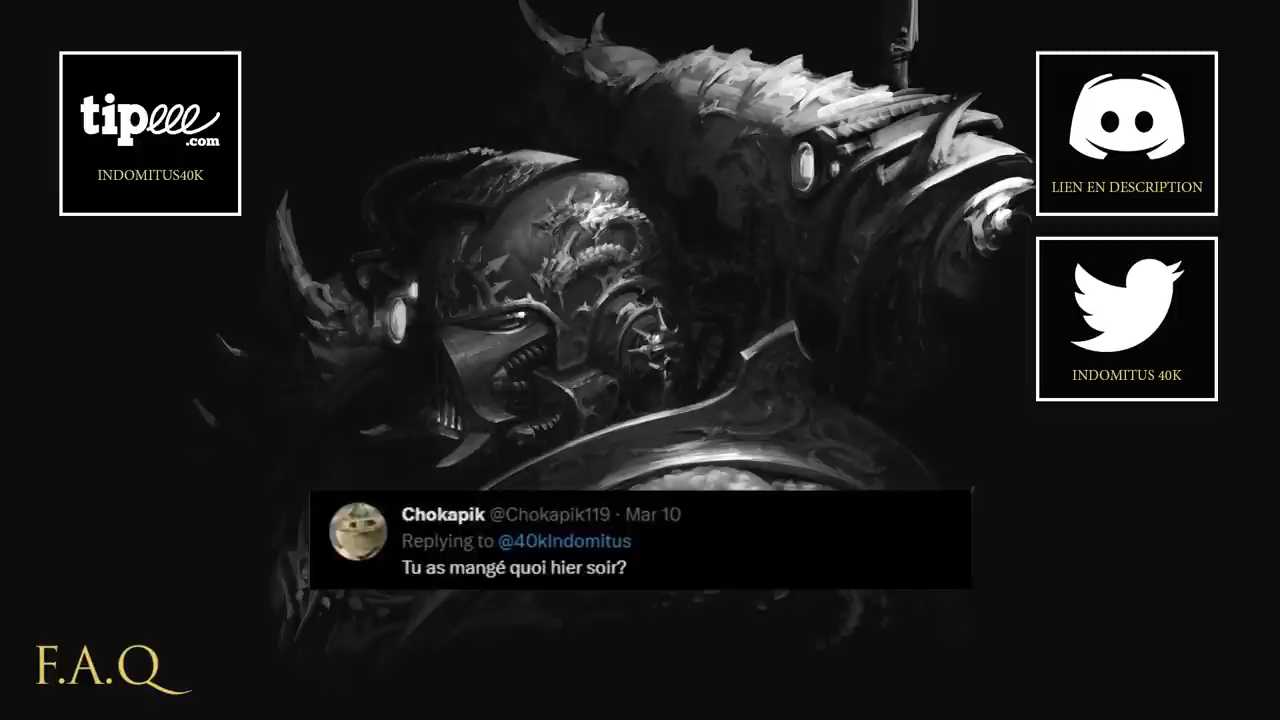 tipeee
.com
INDOMITUS40K
LIEN EN DESCRIPTION
INDOMITUS 40K
Chokapik @Chokapik119 · Mar 10
Replying to @40kIndomitus
Tu as mangé quoi hier soir?
F.A.Q